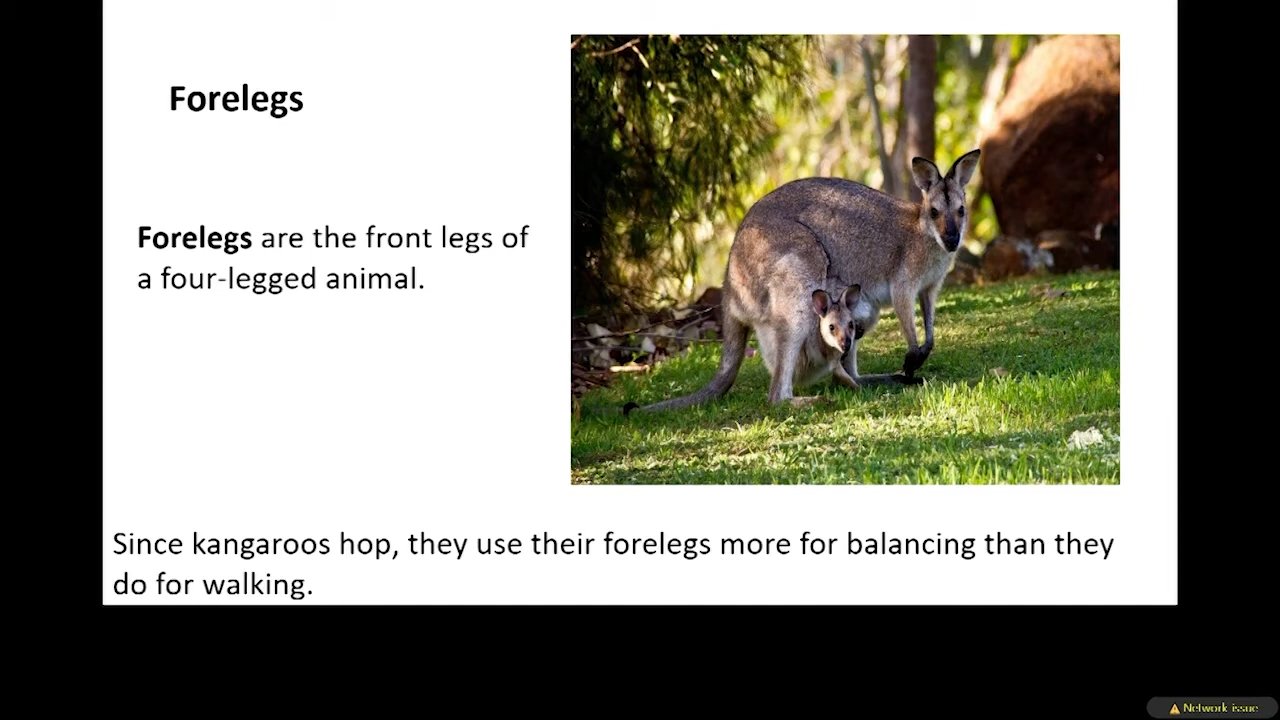 Forelegs
Forelegs are the front legs of
a four-legged animal.
Since kangaroos hop, they use their forelegs more for balancing than they
do for walking.
Network issue